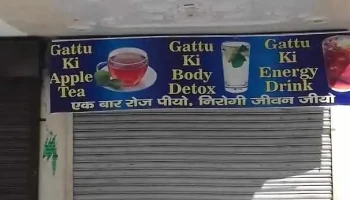 Gattu
Ki
Apple
Tea
Gattu
Ki
Body
Detox
Gattu
Ki
Energy
Drink
एक बार रोज पीयो, निरोगी जीवन जीयो